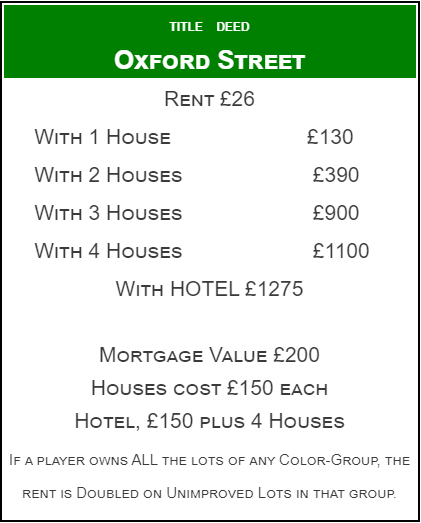 TITLE DEED
OXFORD STREET
RENT £26
WITH 1 HOUSE £130
WITH 2 HOUSES £390
WITH 3 HOUSES £900
WITH 4 HOUSES £1100
WITH HOTEL £1275
MORTGAGE VALUE £200
HOUSES COST £150 EACH
HOTEL, £150 PLUS 4 HOUSES
IF A PLAYER OWNS ALL THE LOTS OF ANY COLOR-GROUP, THE
RENT IS DOUBLED ON UNIMPROVED LOTS IN THAT GROUP.